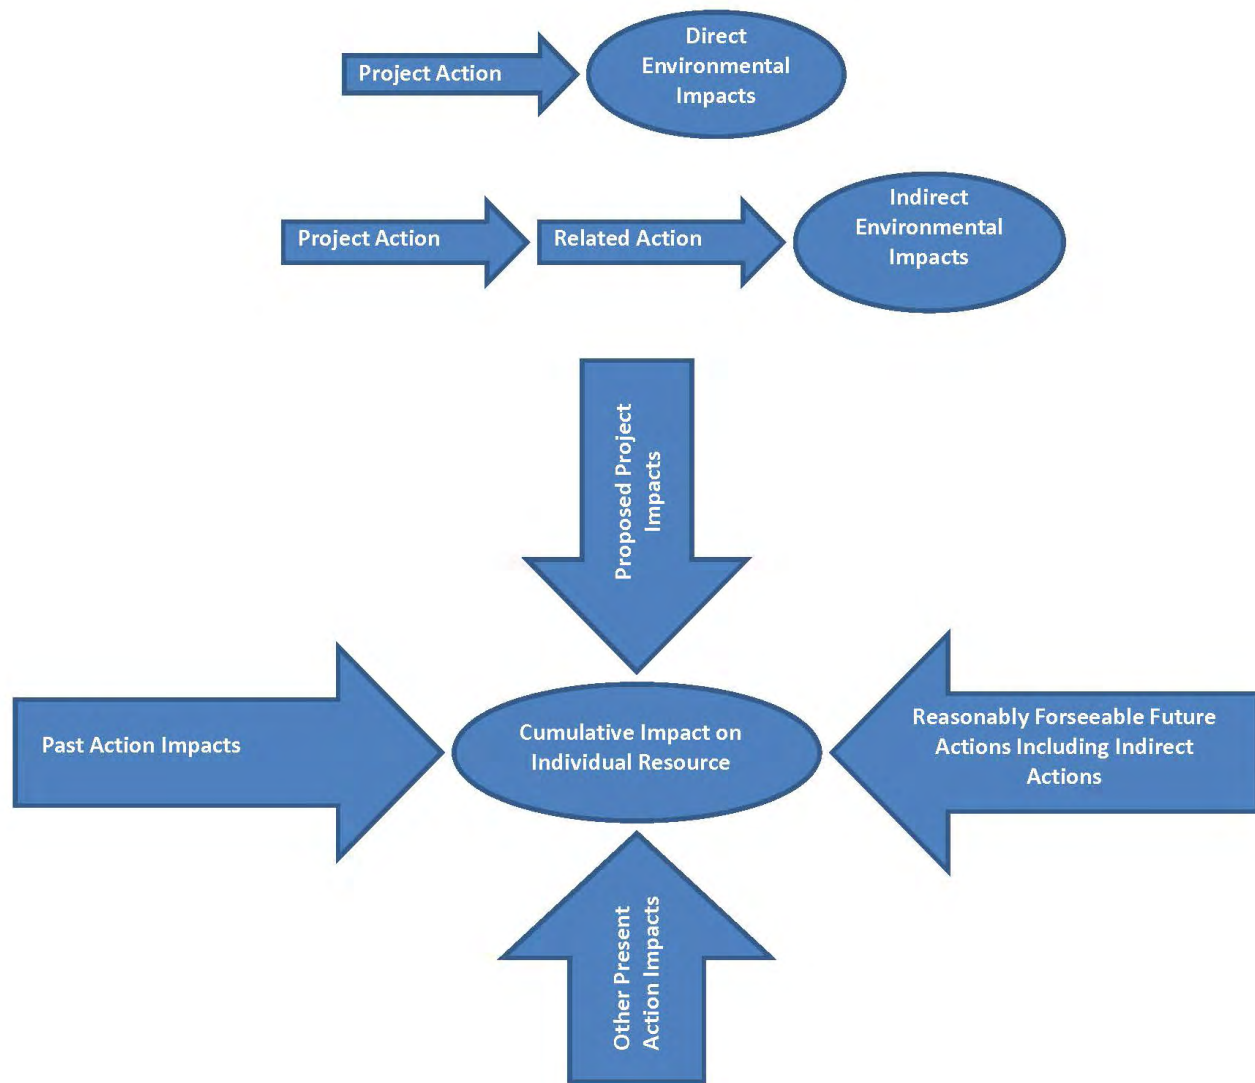 Direct
Environmental
Impacts
Project Action
Indirect
Environmental
Impacts
Project Action
Related Action
Proposed Project
Impacts
Past Action Impacts
Cumulative Impact on
Individual Resource
Reasonably Forseeable Future
Actions Including Indirect
Actions
Other Present
Action Impacts